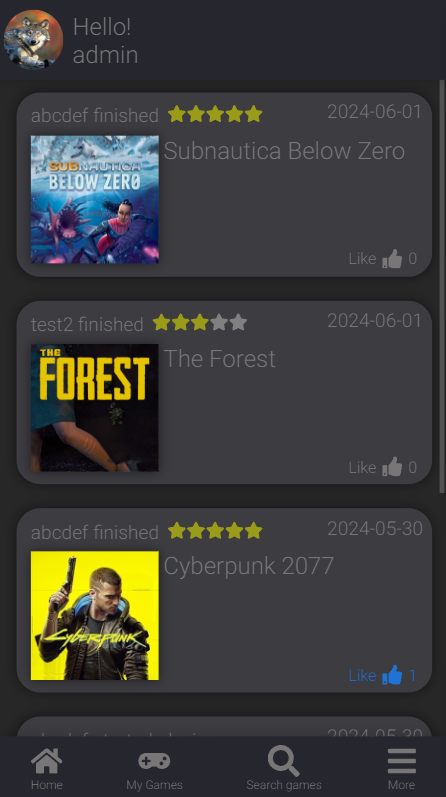 Hello!
admin
abcdef finished 2024-06-01
Subnautica Below Zero
SUBNAUTICA
BELOW ZERO
Like 0
test2 finished 2024-06-01
The Forest
THE
FOREST
Like 0
abcdef finished 2024-05-30
Cyberpunk 2077
CYBERPUNK
Like 1
2024-05-30
Home My Games Search games More